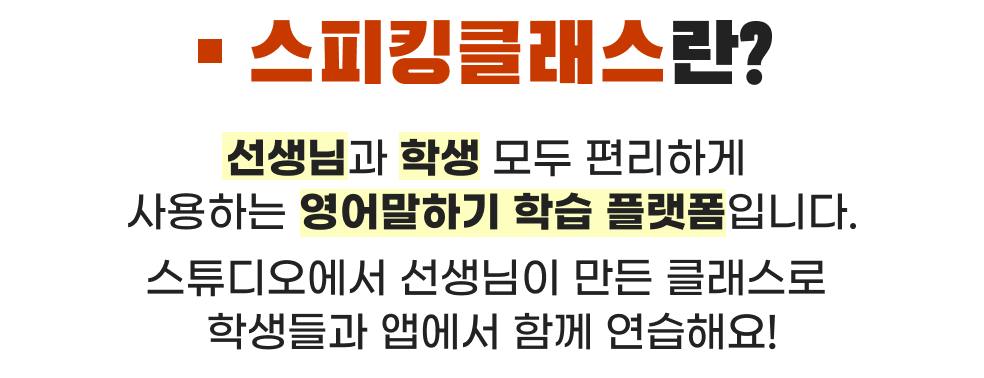 스피킹클래스란?
선생님과 학생 모두 편리하게
사용하는 영어말하기 학습 플랫폼입니다.
스튜디오에서 선생님이 만든 클래스로
학생들과 앱에서 함께 연습해요!